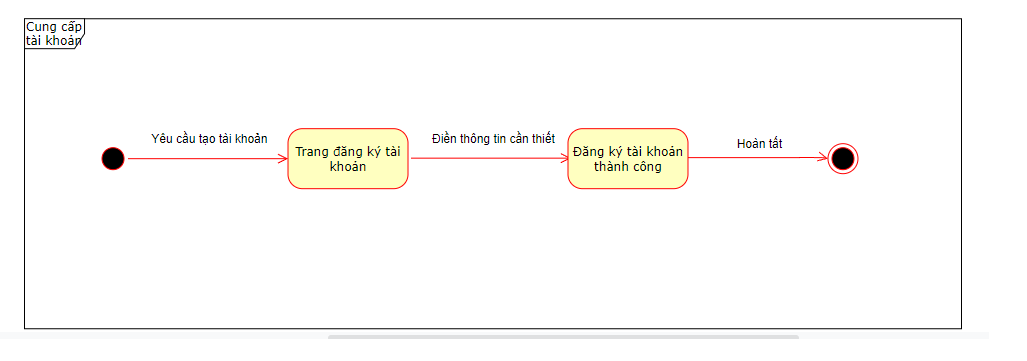 Cung cấp
tài khoản
Yêu cầu tạo tài khoản
Trang đăng ký tài
khoản
Điền thông tin cần thiết
Đăng ký tài khoản
thành công
Hoàn tất